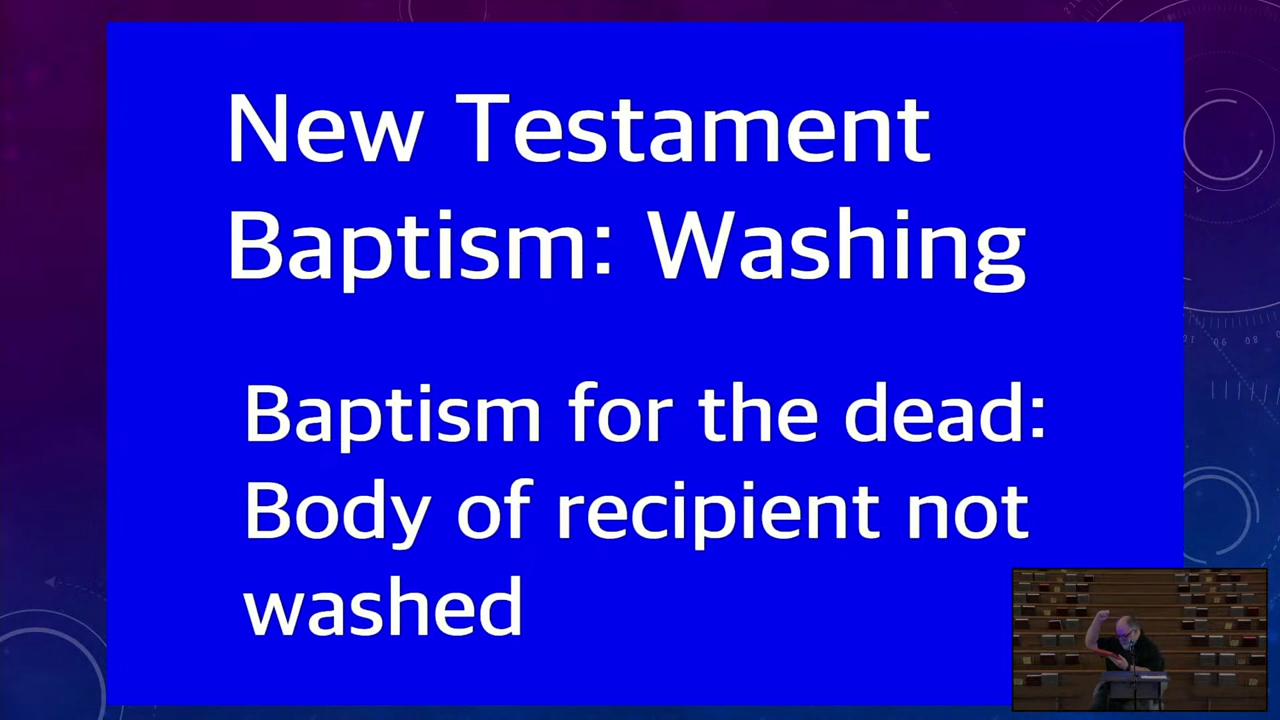 New Testament
Baptism: Washing
Baptism for the dead:
Body of recipient not
washed